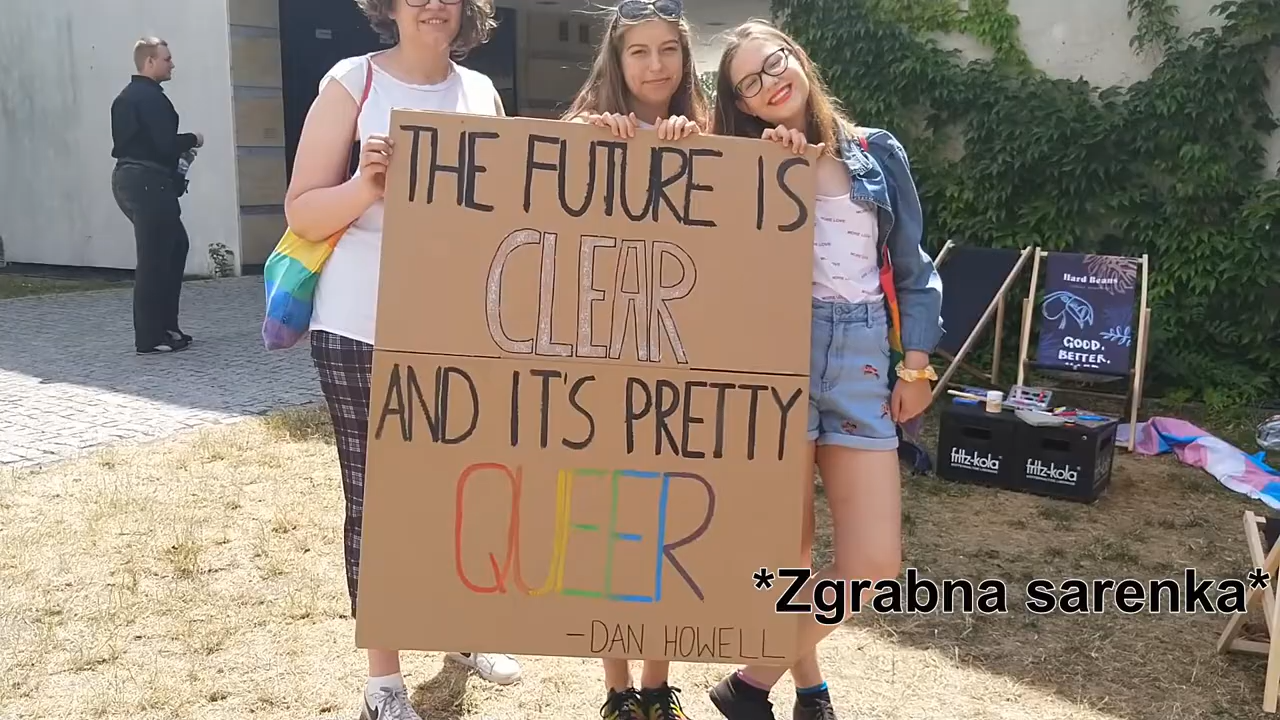 THE FUTURE IS
CLEAR
AND IT'S PRETTY
QUEER
-DAN HOWELL
*Zgrabna sarenka*
Hard Beans
GOOD.
BETTER.
fritz-kola
fritz-kola